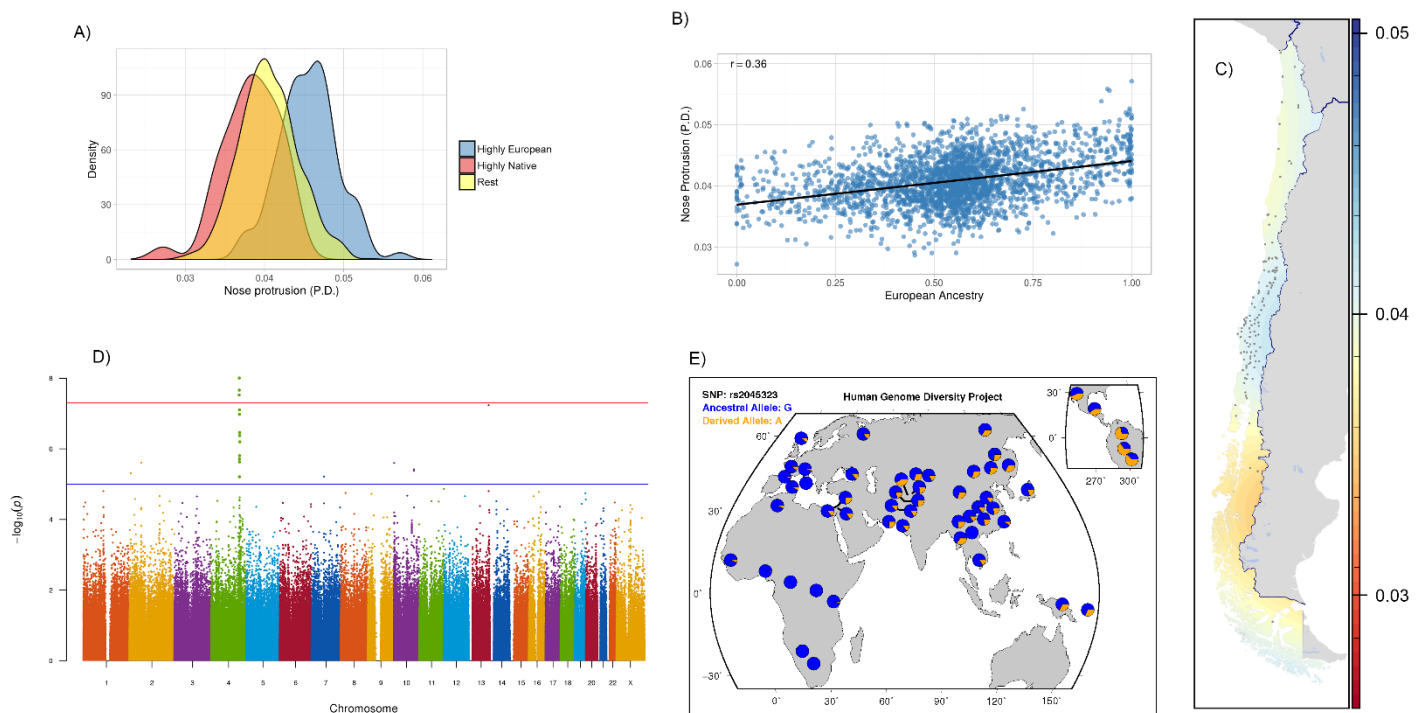 A)
Density
90
60
30
0
0.03
0.04
0.05
0.06
Nose protrusion (P.D.)
Highly European
Highly Native
Rest
B)
r = 0.36
Nose Protrusion (P.D.)
0.06
0.05
0.04
0.03
0.00
0.25
0.50
0.75
1.00
European Ancestry
C)
0.05
0.04
0.03
D)
−log10(p)
8
6
4
2
0
1 2 3 4 5 6 7 8 9 10 11 12 13 14 15 16 17 18 20 22 X
Chromosome
E)
SNP: rs2045323
Human Genome Diversity Project
Ancestral Allele: G
Derived Allele: A
60˚
30˚
0˚
−30˚
0˚ 30˚ 60˚ 90˚ 120˚ 150˚
30˚
0˚
270˚ 300˚